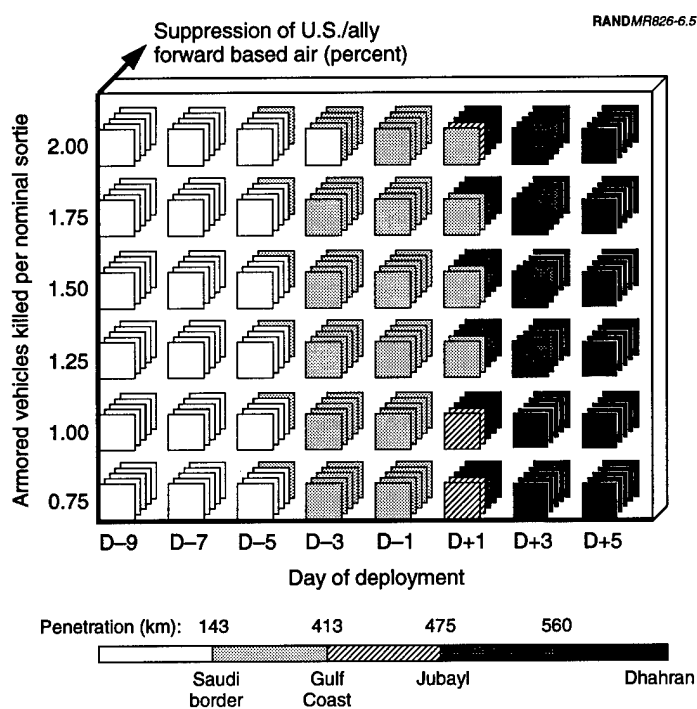 RANDMR826-6.5
Suppression of U.S./ally
forward based air (percent)
Armored vehicles killed per nominal sortie
2.00
1.75
1.50
1.25
1.00
0.75
D–9 D–7 D–5 D–3 D–1 D+1 D+3 D+5
Day of deployment
Penetration (km): 143 413 475 560
Saudi border
Gulf Coast
Jubayl
Dhahran